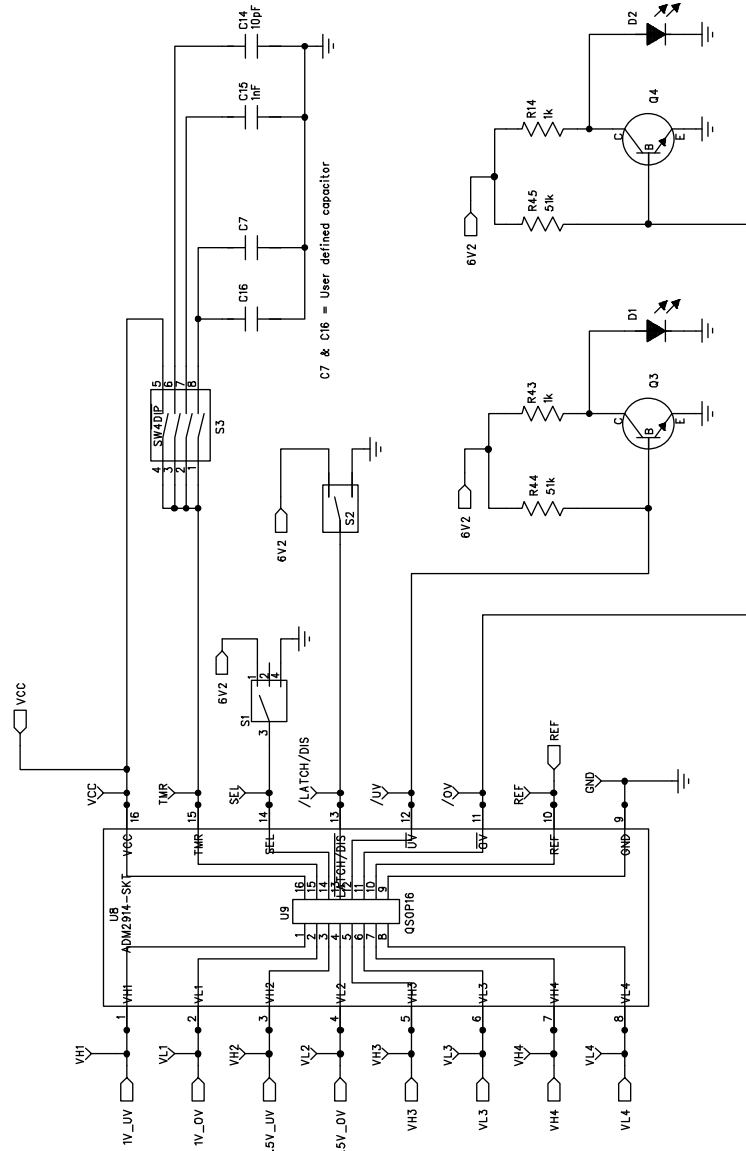 C14
10pF
C15
1nF
C7
C16
C7 & C16 = User defined capacitor
SW4DIP
5
6
7
8
4
3
2
1
S3
VCC
6V2
S2
6V2
1
2
4
3
S1
6V2
R14
1k
R45
51k
D2
Q4
C
B
E
6V2
R43
1k
R44
51k
D1
Q3
C
B
E
VCC
TMR
SEL
/LATCH/DIS
/UV
/OV
REF
REF
GND
16
15
14
13
12
11
10
9
VCC
TMR
SEL
LATCH/DIS
UV
OV
REF
GND
U8
ADM2914-SKT
U9
QSOP16
16
15
14
13
12
11
10
9
1
2
3
4
5
6
7
8
VH1
VL1
VH2
VL2
VH3
VL3
VH4
VL4
1
2
3
4
5
6
7
8
VH1
VL1
VH2
VL2
VH3
VL3
VH4
VL4
1V_UV
1V_OV
.5V_UV
.5V_OV
VH3
VL3
VH4
VL4